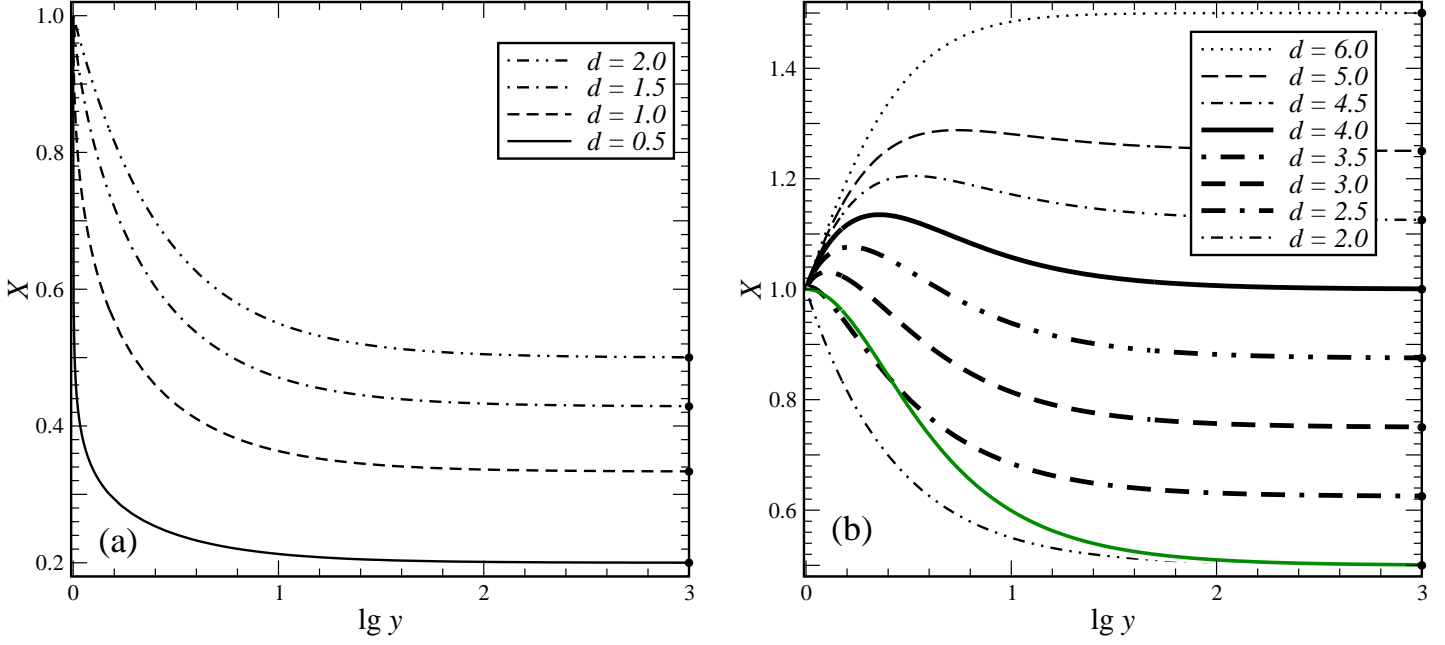 1.0
0.8
0.6
0.4
0.2
X
0
1
2
3
lg y
(a)
d = 2.0
d = 1.5
d = 1.0
d = 0.5
1.4
1.2
1.0
0.8
0.6
X
0
1
2
3
lg y
(b)
d = 6.0
d = 5.0
d = 4.5
d = 4.0
d = 3.5
d = 3.0
d = 2.5
d = 2.0